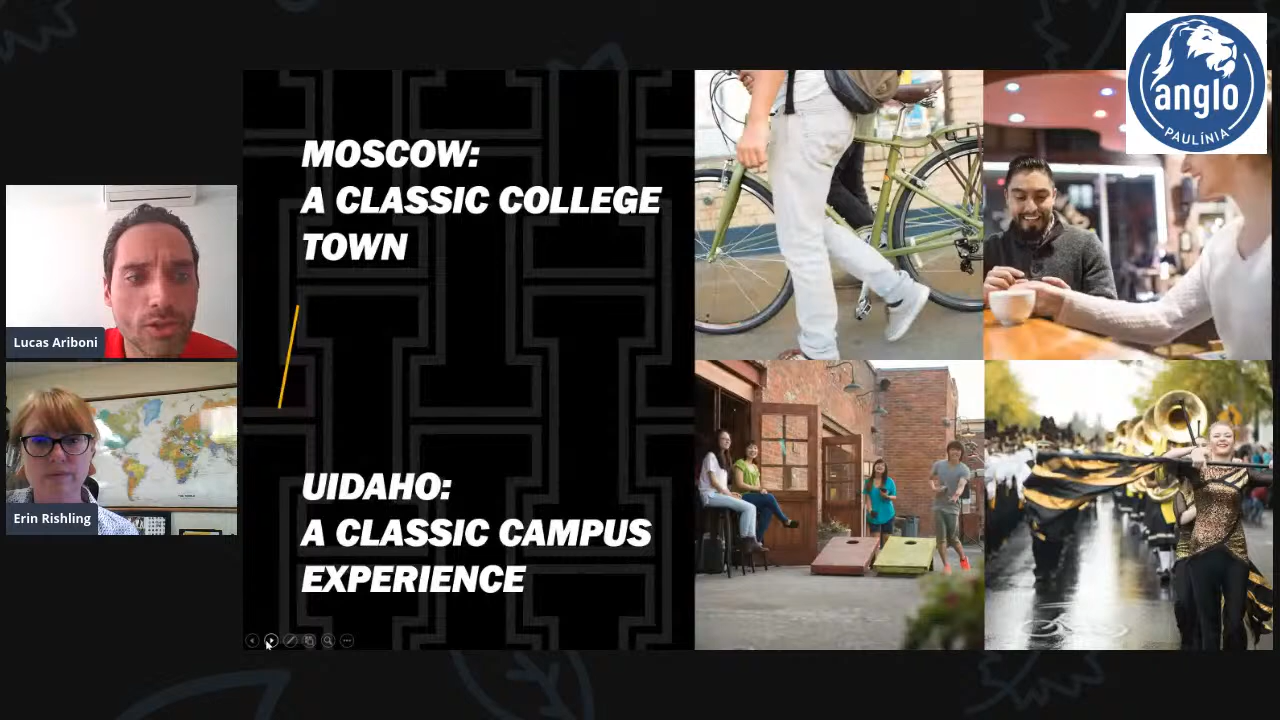 anglo
PAULÍNIA
MOSCOW:
A CLASSIC COLLEGE
TOWN
Lucas Ariboni
Erin Rishling
UIDAHO:
A CLASSIC CAMPUS
EXPERIENCE